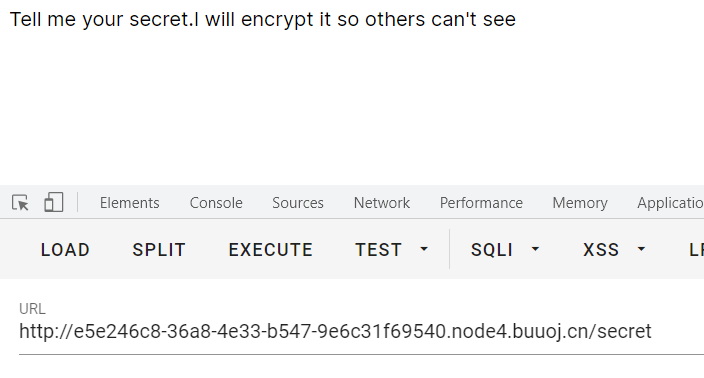 Tell me your secret.I will encrypt it so others can't see
Elements Console Sources Network Performance Memory Applicatio
LOAD SPLIT EXECUTE TEST SQLI XSS LF
URL
http://e5e246c8-36a8-4e33-b547-9e6c31f69540.node4.buuoj.cn/secret